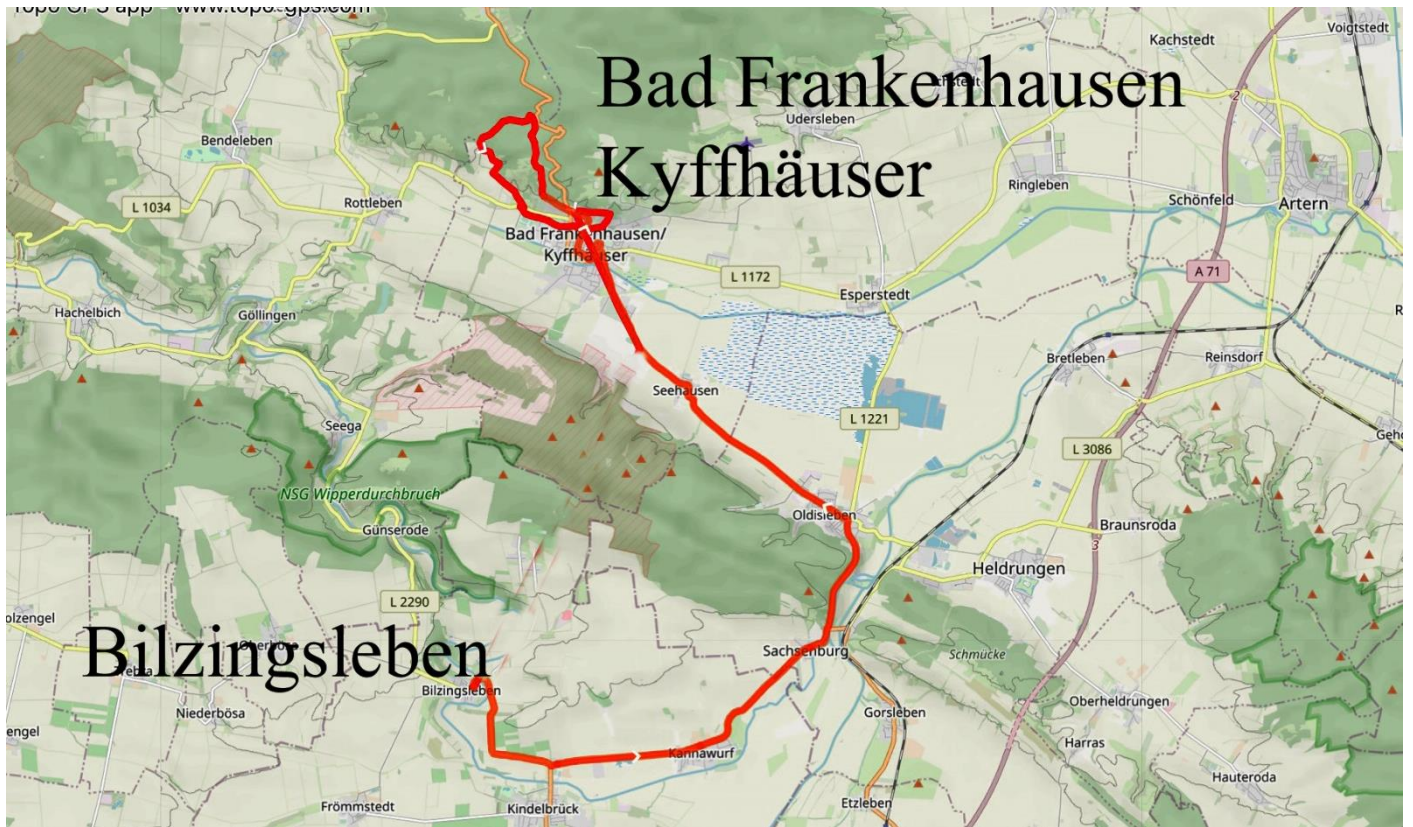 Topo GPS app - www.topo-gps.com
Voigtstedt
Kachstedt
2
Bad Frankenhausen
Kyffhäuser
Udersleben
Bendeleben
Ringleben
Rottleben
L 1034
Schönfeld
Artern
Bad Frankenhausen/
Kyffhäuser
L 1172
A 71
Esperstedt
Hachelbich
Göllingen
Bretleben
Reinsdorf
Seehausen
L 1221
Seega
L 3086
NSG Wipperdurchbruch
Günserode
Oldisleben
Braunsroda
3
Heldrungen
L 2290
Bilzingsleben
Sachsenburg
Schmücke
Bilzingsleben
Niederbösa
Oberheldrungen
Gorsleben
Kannawurf
Harras
Hauteroda
Frömmstedt
Kindelbrück
Etzleben